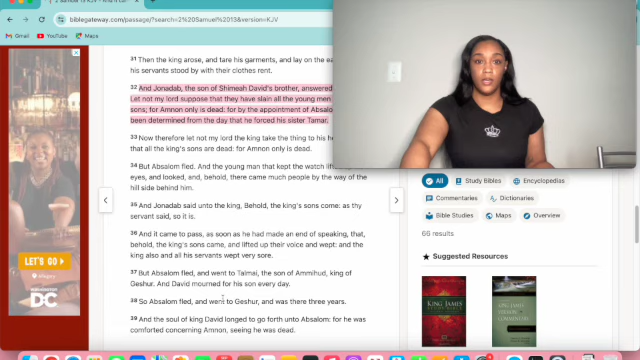 2 Samuel 13 KJV - And it cam
biblegateway.com/passage/?search=2%20Samuel%2013&version=KJV
Gmail YouTube Maps
31 Then the king arose, and tare his garments, and lay on the ea
his servants stood by with their clothes rent.
32 And Jonadab, the son of Shimeah David's brother, answered
Let not my lord suppose that they have slain all the young men
sons; for Amnon only is dead: for by the appointment of Absalo
been determined from the day that he forced his sister Tamar.
33 Now therefore let not my lord the king take the thing to his he
that all the king's sons are dead: for Amnon only is dead.
34 But Absalom fled. And the young man that kept the watch lift
eyes, and looked, and, behold, there came much people by the way of the
hill side behind him.
35 And Jonadab said unto the king, Behold, the king's sons come: as thy
servant said, so it is.
36 And it came to pass, as soon as he had made an end of speaking, that,
behold, the king's sons came, and lifted up their voice and wept: and the
king also and all his servants wept very sore.
37 But Absalom fled, and went to Talmai, the son of Ammihud, king of
Geshur. And David mourned for his son every day.
38 So Absalom fled, and went to Geshur, and was there three years.
39 And the soul of king David longed to go forth unto Absalom: for he was
comforted concerning Amnon, seeing he was dead.
LET'S GO
DC
All Study Bibles Encyclopedias
Commentaries Dictionaries
Bible Studies Maps Overview
66 results
Suggested Resources
KING JAMES
KING JAMES
VERSION
COMMENTARY